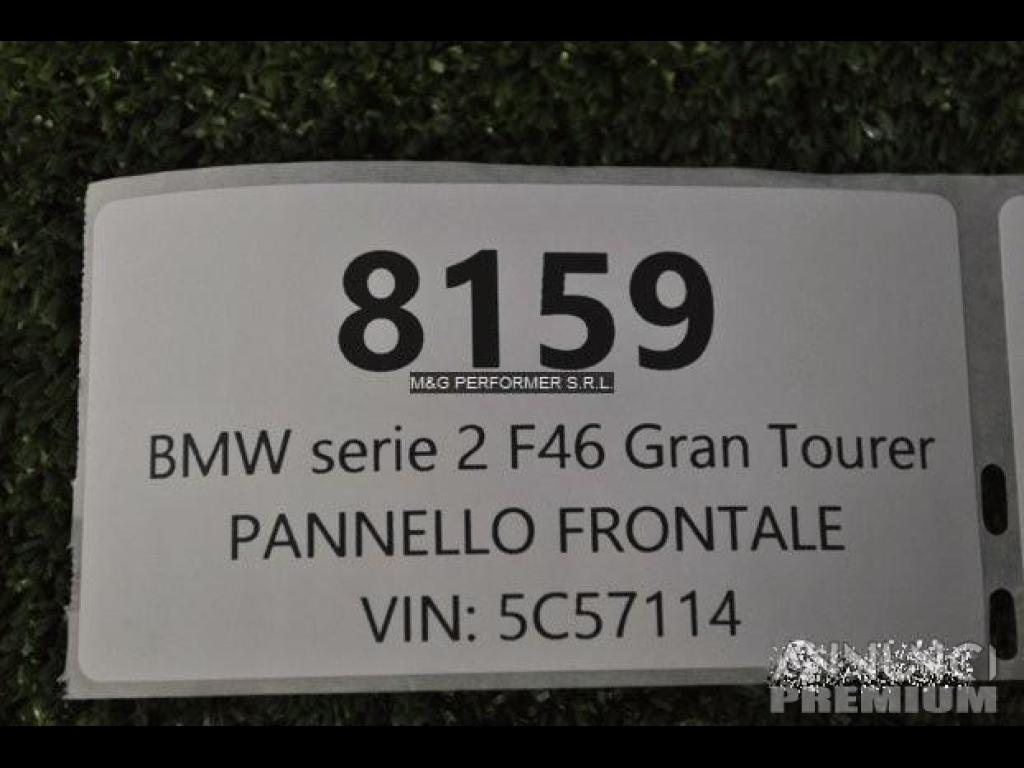 8159
M&G PERFORMER S.R.L.
BMW serie 2 F46 Gran Tourer
PANNELLO FRONTALE
VIN: 5C57114
PREMIUM